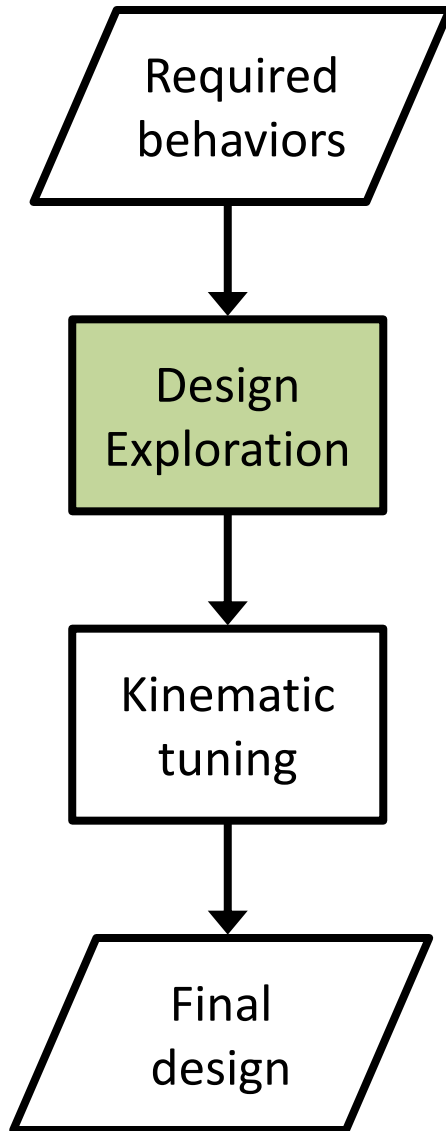 Required
behaviors
Design
Exploration
Kinematic
tuning
Final
design